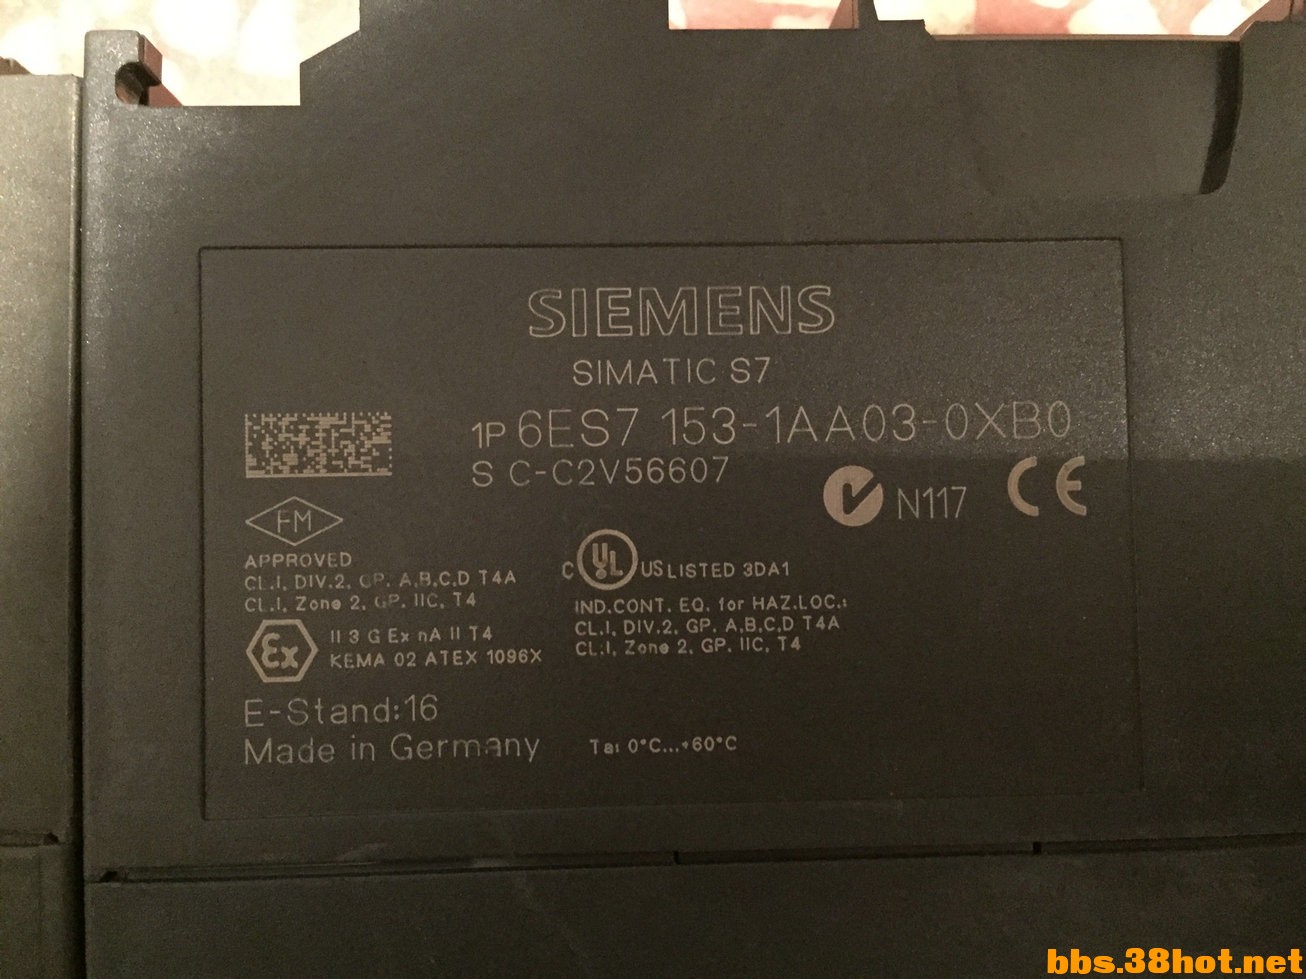 SIEMENS
SIMATIC S7
1P 6ES7 153-1AA03-0XB0
S C-C2V56607
N117 CE
FM
APPROVED
CL.I, DIV.2, GP. A,B,C,D T4A
CL.I, Zone 2, GP. IIC, T4
Ex
II 3 G Ex nA II T4
KEMA 02 ATEX 1096X
C UL US LISTED 3DA1
IND.CONT. EQ. for HAZ.LOC.:
CL.I, DIV.2, GP. A,B,C,D T4A
CL.I, Zone 2, GP. IIC, T4
E-Stand:16
Made in Germany
Ta: 0°C...+60°C
bbs.38hot.net